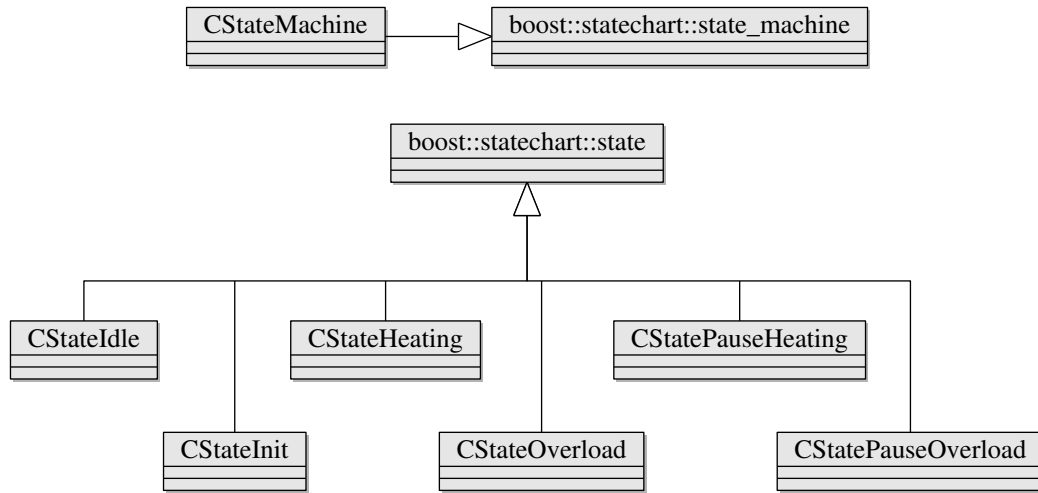 CStateMachine
boost::statechart::state_machine
boost::statechart::state
CStateIdle
CStateHeating
CStatePauseHeating
CStateInit
CStateOverload
CStatePauseOverload